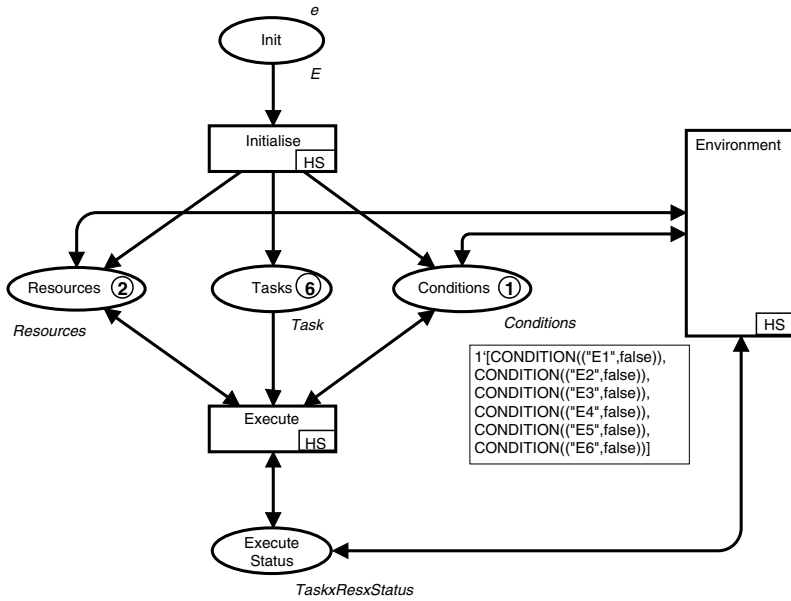 e
Init
E
Initialise
HS
Environment
HS
Resources 2
Resources
Tasks 6
Task
Conditions 1
Conditions
1‘[CONDITION(("E1",false)),
CONDITION(("E2",false)),
CONDITION(("E3",false)),
CONDITION(("E4",false)),
CONDITION(("E5",false)),
CONDITION(("E6",false))]
Execute
HS
Execute
Status
TaskxResxStatus